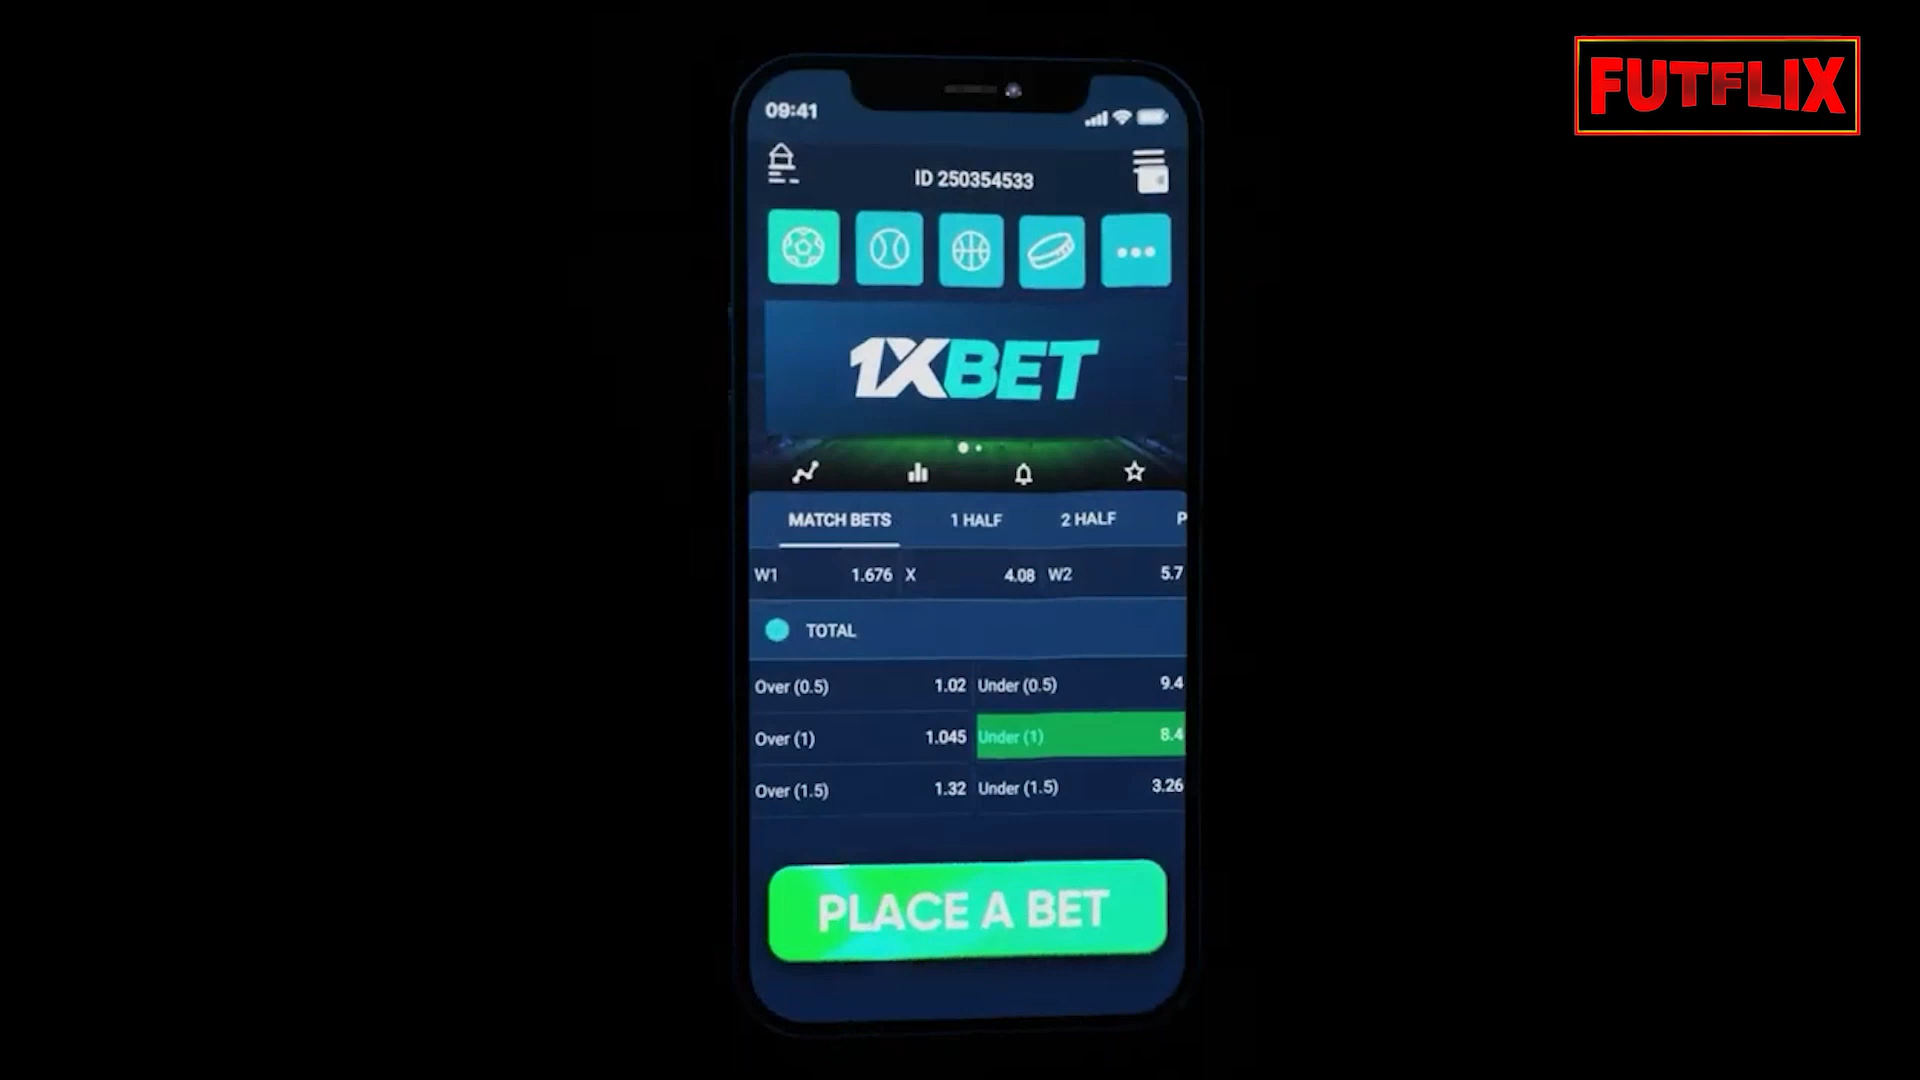 FUTFLIX
09:41
ID 250354533
1XBET
MATCH BETS 1 HALF 2 HALF P
W1 1.676 X 4.08 W2 5.7
TOTAL
Over (0.5) 1.02 Under (0.5) 9.4
Over (1) 1.045 Under (1) 8.4
Over (1.5) 1.32 Under (1.5) 3.26
PLACE A BET